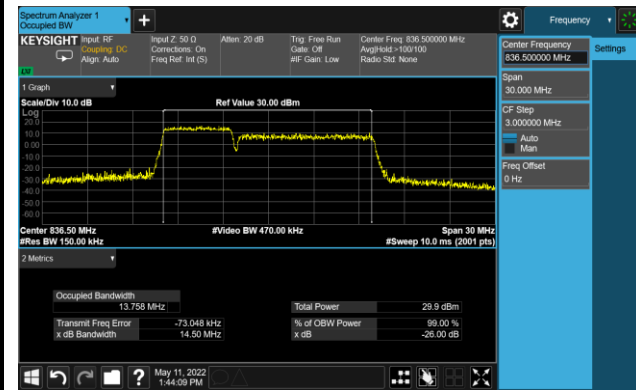 Spectrum Analyzer 1
Occupied BW
+
Frequency
KEYSIGHT Input: RF
Coupling: DC
Align: Auto
Input Z: 50 Ω
Corrections: On
Freq Ref: Int (S)
Atten: 20 dB
Trig: Free Run
Gate: Off
#IF Gain: Low
Center Freq: 836.500000 MHz
Avg|Hold:>100/100
Radio Std: None
Center Frequency
836.500000 MHz
Settings
Span
30.000 MHz
CF Step
3.000000 MHz
Auto
Man
Freq Offset
0 Hz
1 Graph
Scale/Div 10.0 dB
Ref Value 30.00 dBm
Log
20.0
10.0
0.00
-10.0
-20.0
-30.0
-40.0
-50.0
-60.0
Center 836.50 MHz
#Video BW 470.00 kHz
Span 30 MHz
#Res BW 150.00 kHz
#Sweep 10.0 ms (2001 pts)
2 Metrics
Occupied Bandwidth
13.758 MHz
Total Power 29.9 dBm
Transmit Freq Error -73.048 kHz
% of OBW Power 99.00 %
x dB Bandwidth 14.50 MHz
x dB -26.00 dB
?
May 11, 2022
1:44:09 PM